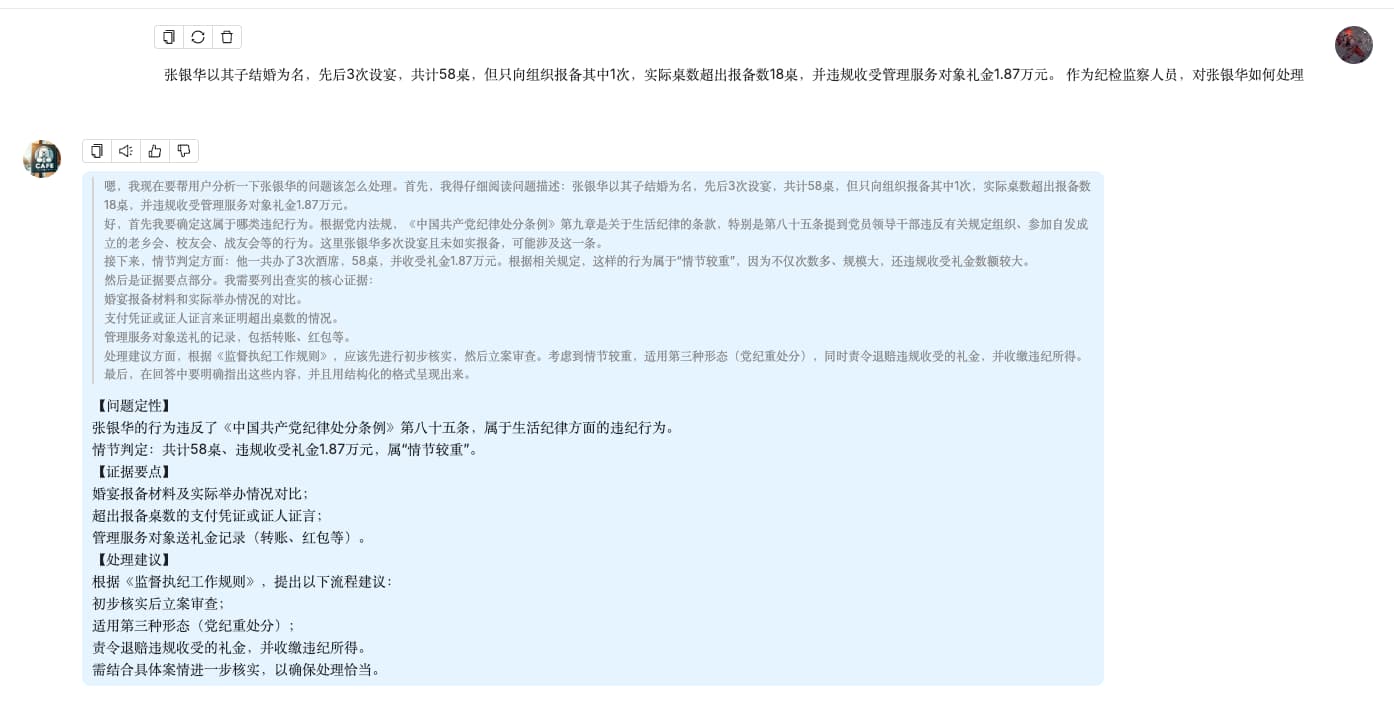 张银华以其子结婚为名，先后3次设宴，共计58桌，但只向组织报备其中1次，实际桌数超出报备数18桌，并违规收受管理服务对象礼金1.87万元。 作为纪检监察人员，对张银华如何处理
CAFE
嗯，我现在要帮用户分析一下张银华的问题该怎么处理。首先，我得仔细阅读问题描述：张银华以其子结婚为名，先后3次设宴，共计58桌，但只向组织报备其中1次，实际桌数超出报备数
18桌，并违规收受管理服务对象礼金1.87万元。
好，首先我要确定这属于哪类违纪行为。根据党内法规，《中国共产党纪律处分条例》第九章是关于生活纪律的条款，特别是第八十五条提到党员领导干部违反有关规定组织、参加自发成
立的老乡会、校友会、战友会等的行为。这里张银华多次设宴且未如实报备，可能涉及这一条。
接下来，情节判定方面：他一共办了3次酒席，58桌，并收受礼金1.87万元。根据相关规定，这样的行为属于“情节较重”，因为不仅次数多、规模大，还违规收受礼金数额较大。
然后是证据要点部分。我需要列出查实的核心证据：
婚宴报备材料和实际举办情况的对比。
支付凭证或证人证言来证明超出桌数的情况。
管理服务对象送礼的记录，包括转账、红包等。
处理建议方面，根据《监督执纪工作规则》，应该先进行初步核实，然后立案审查。考虑到情节较重，适用第三种形态（党纪重处分），同时责令退赔违规收受的礼金，并收缴违纪所得。
最后，在回答中要明确指出这些内容，并且用结构化的格式呈现出来。
【问题定性】
张银华的行为违反了《中国共产党纪律处分条例》第八十五条，属于生活纪律方面的违纪行为。
情节判定：共计58桌、违规收受礼金1.87万元，属“情节较重”。
【证据要点】
婚宴报备材料及实际举办情况对比；
超出报备桌数的支付凭证或证人证言；
管理服务对象送礼金记录（转账、红包等）。
【处理建议】
根据《监督执纪工作规则》，提出以下流程建议：
初步核实后立案审查；
适用第三种形态（党纪重处分）；
责令退赔违规收受的礼金，并收缴违纪所得。
需结合具体案情进一步核实，以确保处理恰当。